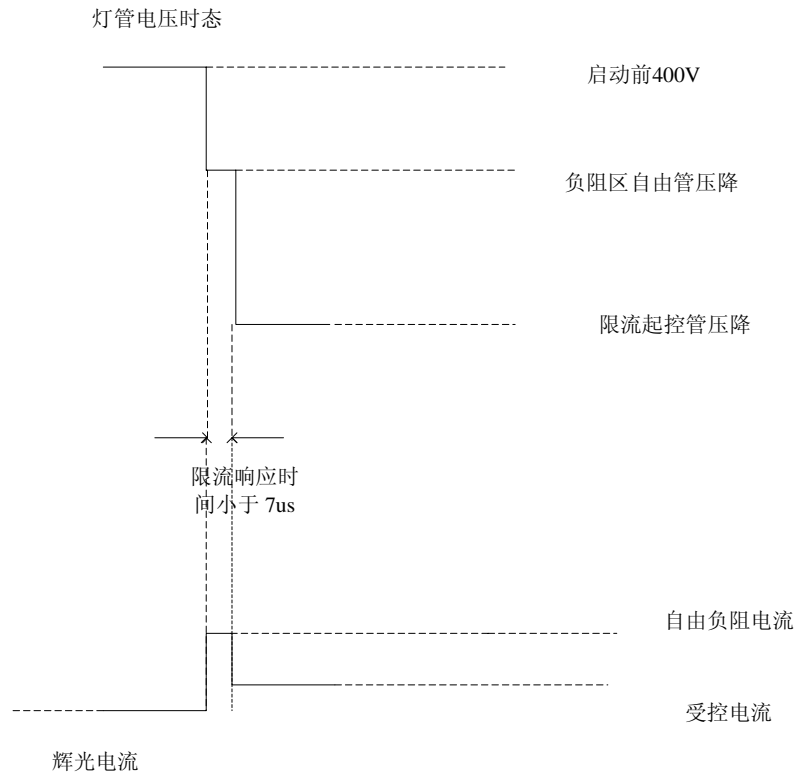 灯管电压时态
启动前400V
负阻区自由管压降
限流起控管压降
限流响应时
间小于 7us
自由负阻电流
受控电流
辉光电流